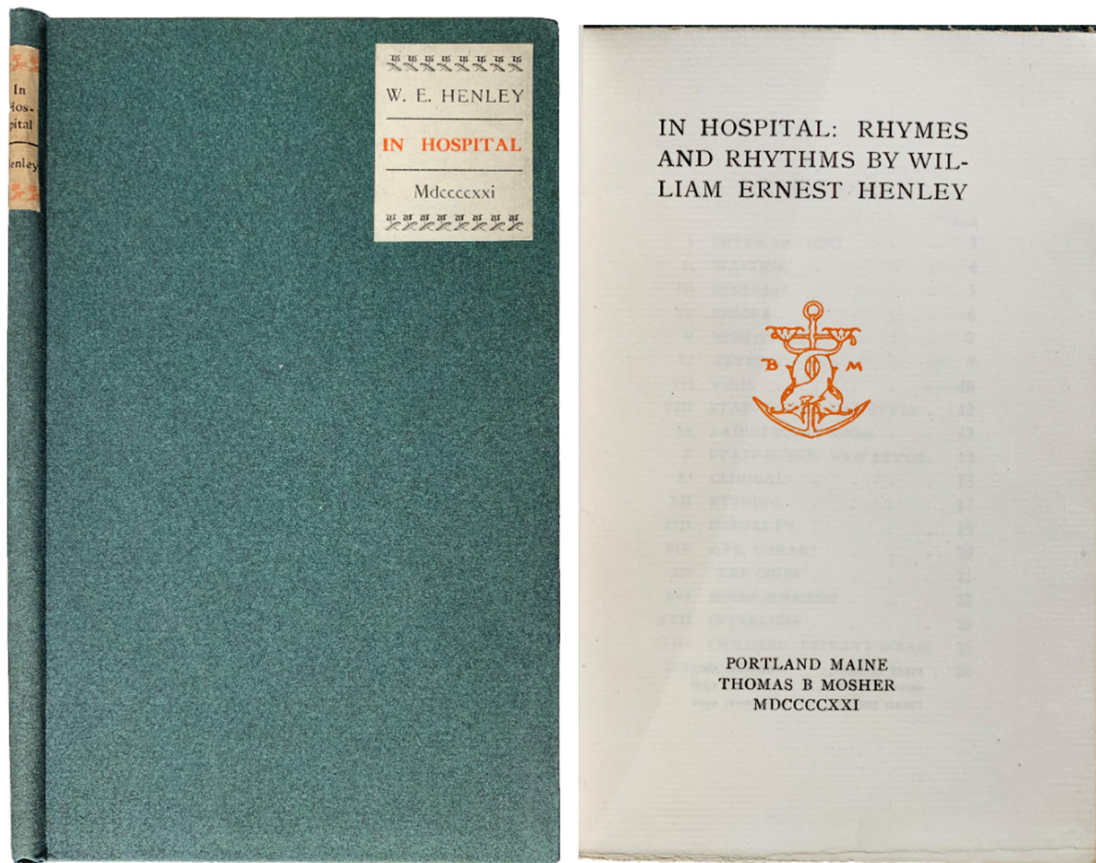 In
Hos-
pital
Henley
W. E. HENLEY
IN HOSPITAL
Mdccccxxi
IN HOSPITAL: RHYMES
AND RHYTHMS BY WIL-
LIAM ERNEST HENLEY
B M
PORTLAND MAINE
THOMAS B MOSHER
MDCCCCXXI